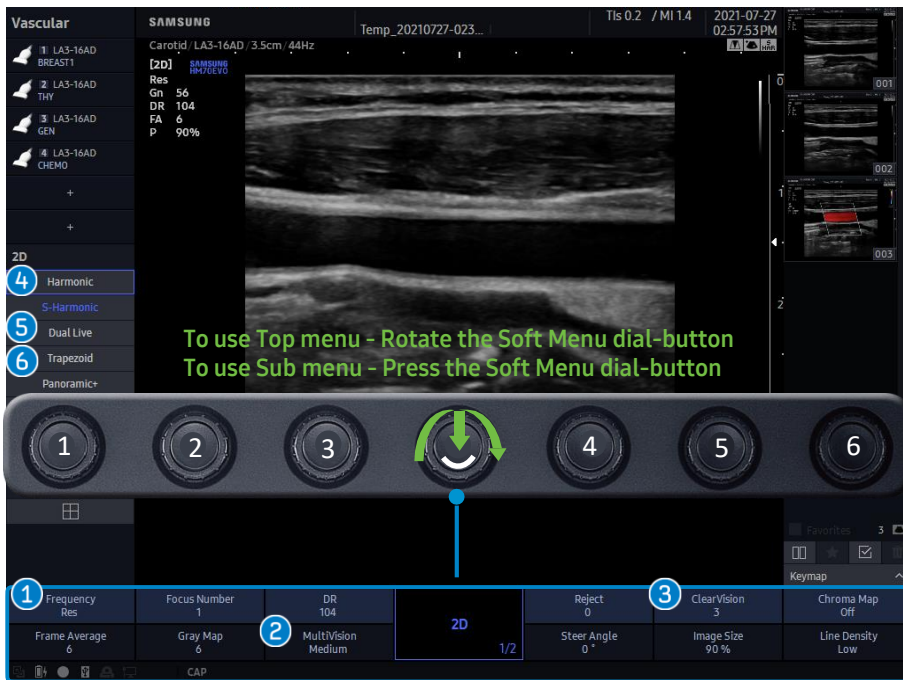 Vascular
SAMSUNG
Temp_20210727-023...
TIs 0.2 / MI 1.4
2021-07-27
02:57:53 PM
1 LA3-16AD
BREAST1
2 LA3-16AD
THY
3 LA3-16AD
GEN
4 LA3-16AD
CHEMO
+
+
Carotid/LA3-16AD/3.5cm/44Hz
[2D]
SAMSUNG
HM70EVO
Res
Gn 56
DR 104
FA 6
P 90%
0
1
2
001
002
003
2D
4 Harmonic
S-Harmonic
5 Dual Live
6 Trapezoid
Panoramic+
To use Top menu - Rotate the Soft Menu dial-button
To use Sub menu - Press the Soft Menu dial-button
1 2 3 4 5 6
Favorites 3
Keymap
1 Frequency
Res
Focus Number
1
DR
104
2D
1/2
Reject
0
3 ClearVision
3
Chroma Map
Off
Frame Average
6
Gray Map
6
2 MultiVision
Medium
Steer Angle
0 °
Image Size
90 %
Line Density
Low
CAP